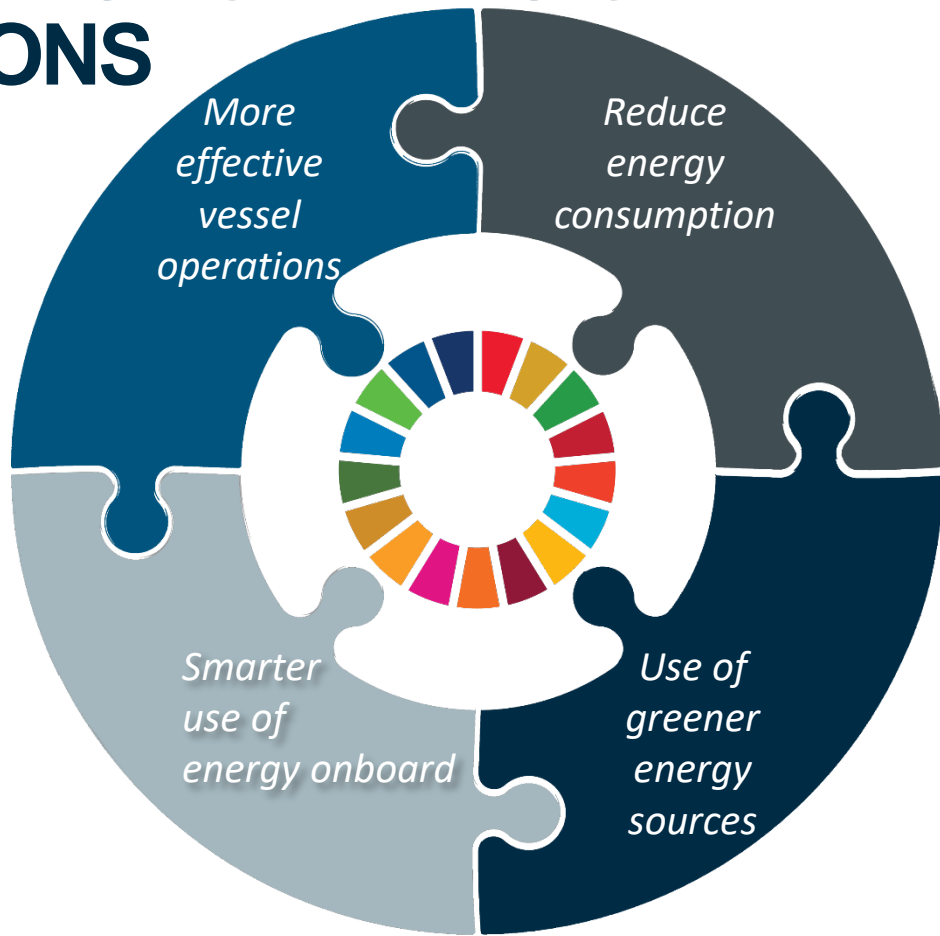 ONS
More
effective
vessel
operations
Reduce
energy
consumption
Smarter
use of
energy onboard
Use of
greener
energy
sources